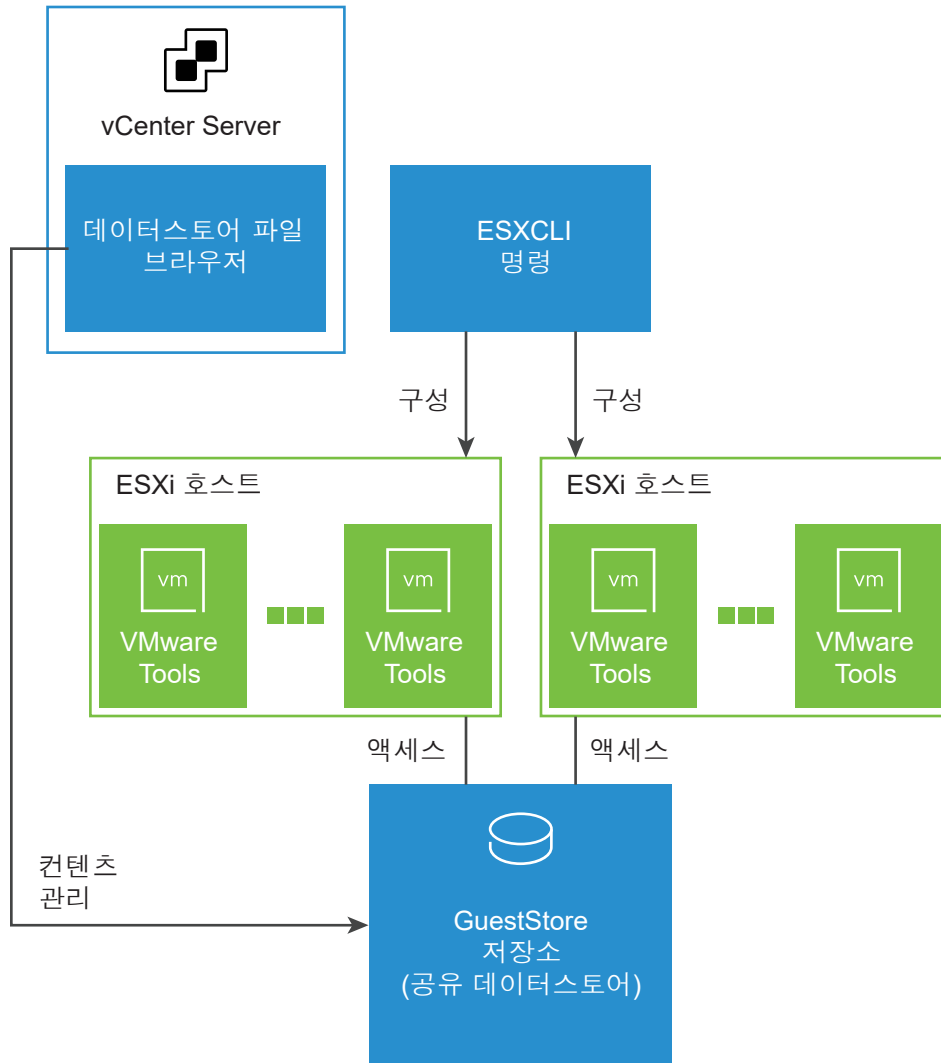 vCenter Server
데이터스토어 파일
브라우저
ESXCLI
명령
구성
구성
ESXi 호스트
vm
VMware
Tools
vm
VMware
Tools
ESXi 호스트
vm
VMware
Tools
vm
VMware
Tools
액세스
액세스
컨텐츠
관리
GuestStore
저장소
(공유 데이터스토어)